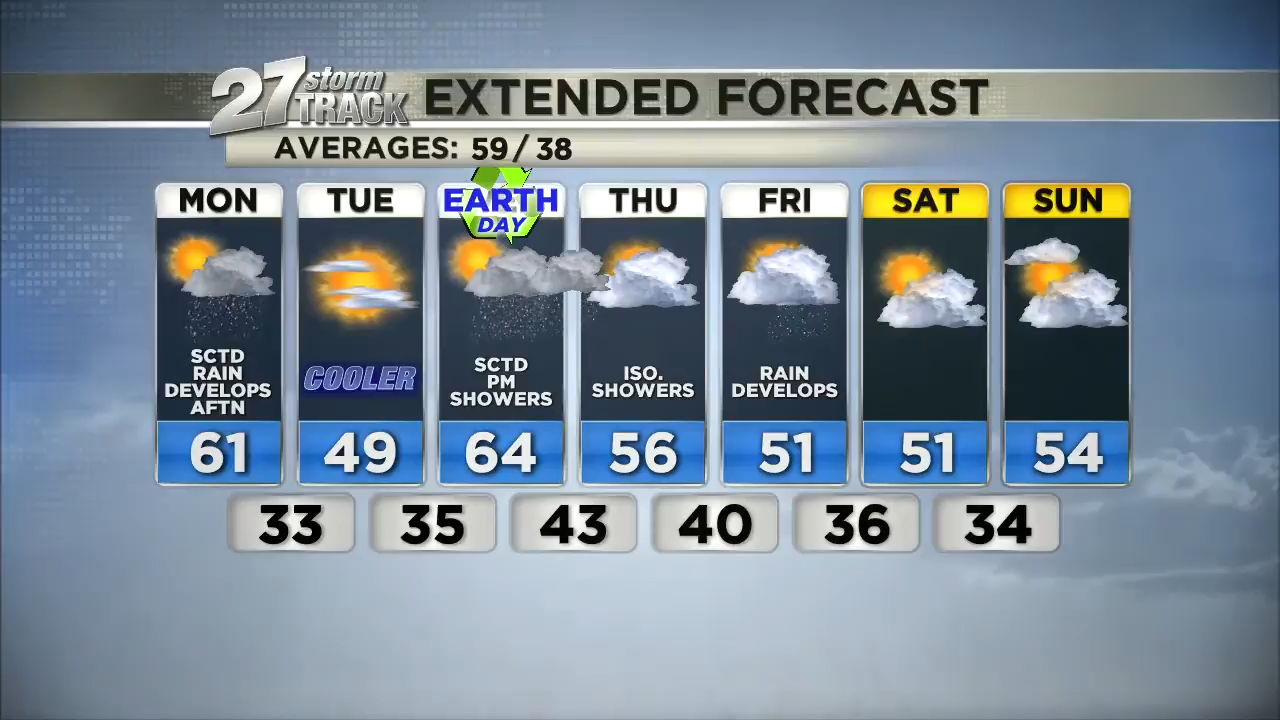 27 storm TRACK EXTENDED FORECAST
AVERAGES: 59 / 38
MON TUE EARTH DAY THU FRI SAT SUN
SCTD
RAIN
DEVELOPS
AFTN
COOLER
SCTD
PM
SHOWERS
ISO.
SHOWERS
RAIN
DEVELOPS
61 49 64 56 51 51 54
33 35 43 40 36 34